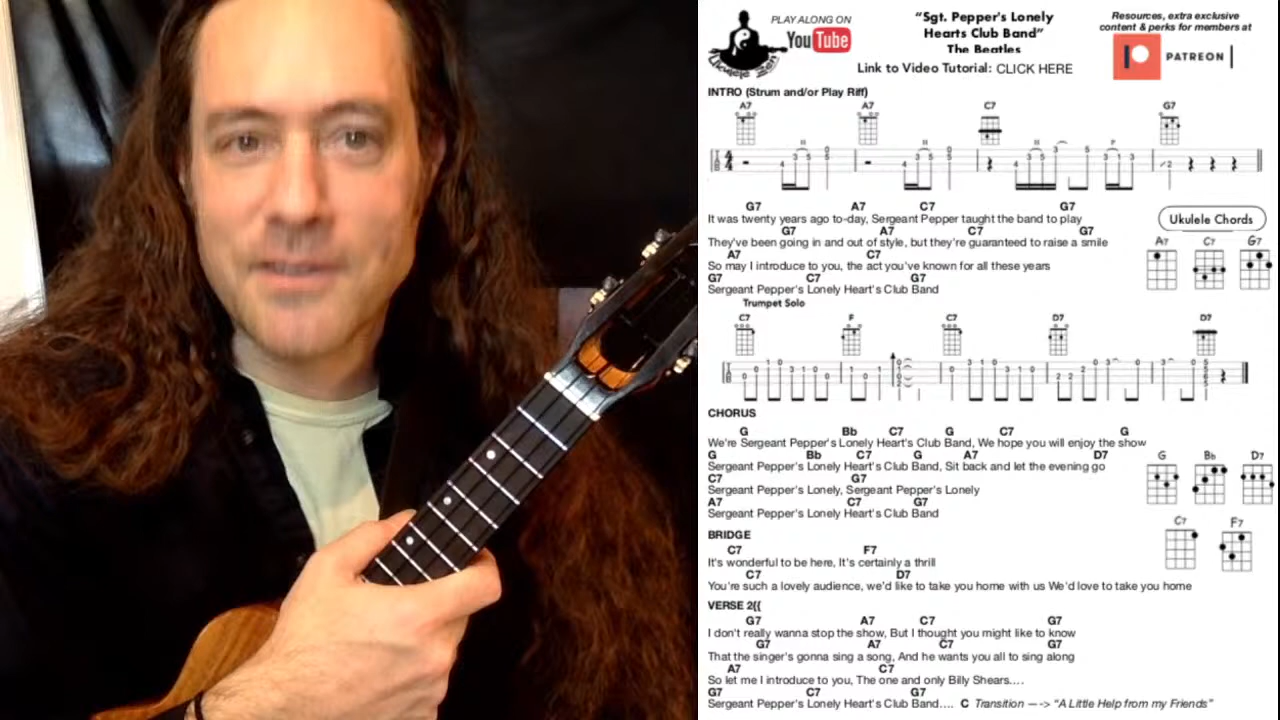 PLAY ALONG ON
YouTube
Ukulele Zen
“Sgt. Pepper's Lonely
Hearts Club Band”
The Beatles
Link to Video Tutorial: CLICK HERE
Resources, extra exclusive
content & perks for members at
PATREON
INTRO (Strum and/or Play Riff)
A7 A7 C7 G7
G7 A7 C7 G7
It was twenty years ago to-day, Sergeant Pepper taught the band to play
G7 A7 C7 G7
They've been going in and out of style, but they're guaranteed to raise a smile
A7 C7
So may I introduce to you, the act you've known for all these years
G7 C7 G7
Sergeant Pepper's Lonely Heart's Club Band
Ukulele Chords
A7 C7 G7
Trumpet Solo
C7 F C7 D7 D7
CHORUS
G Bb C7 G C7 G
We're Sergeant Pepper's Lonely Heart's Club Band, We hope you will enjoy the show
G Bb C7 G A7 D7
Sergeant Pepper's Lonely Heart's Club Band, Sit back and let the evening go
C7 G7
Sergeant Pepper's Lonely, Sergeant Pepper's Lonely
A7 C7 G7
Sergeant Pepper's Lonely Heart's Club Band
G Bb D7
C7 F7
BRIDGE
C7 F7
It's wonderful to be here, It's certainly a thrill
C7 D7
You're such a lovely audience, we'd like to take you home with us We'd love to take you home
VERSE 2{{
G7 A7 C7 G7
I don't really wanna stop the show, But I thought you might like to know
G7 A7 C7 G7
That the singer's gonna sing a song, And he wants you all to sing along
A7 C7
So let me I introduce to you, The one and only Billy Shears....
G7 C7 G7
Sergeant Pepper's Lonely Heart's Club Band.... C Transition —-> “A Little Help from my Friends”